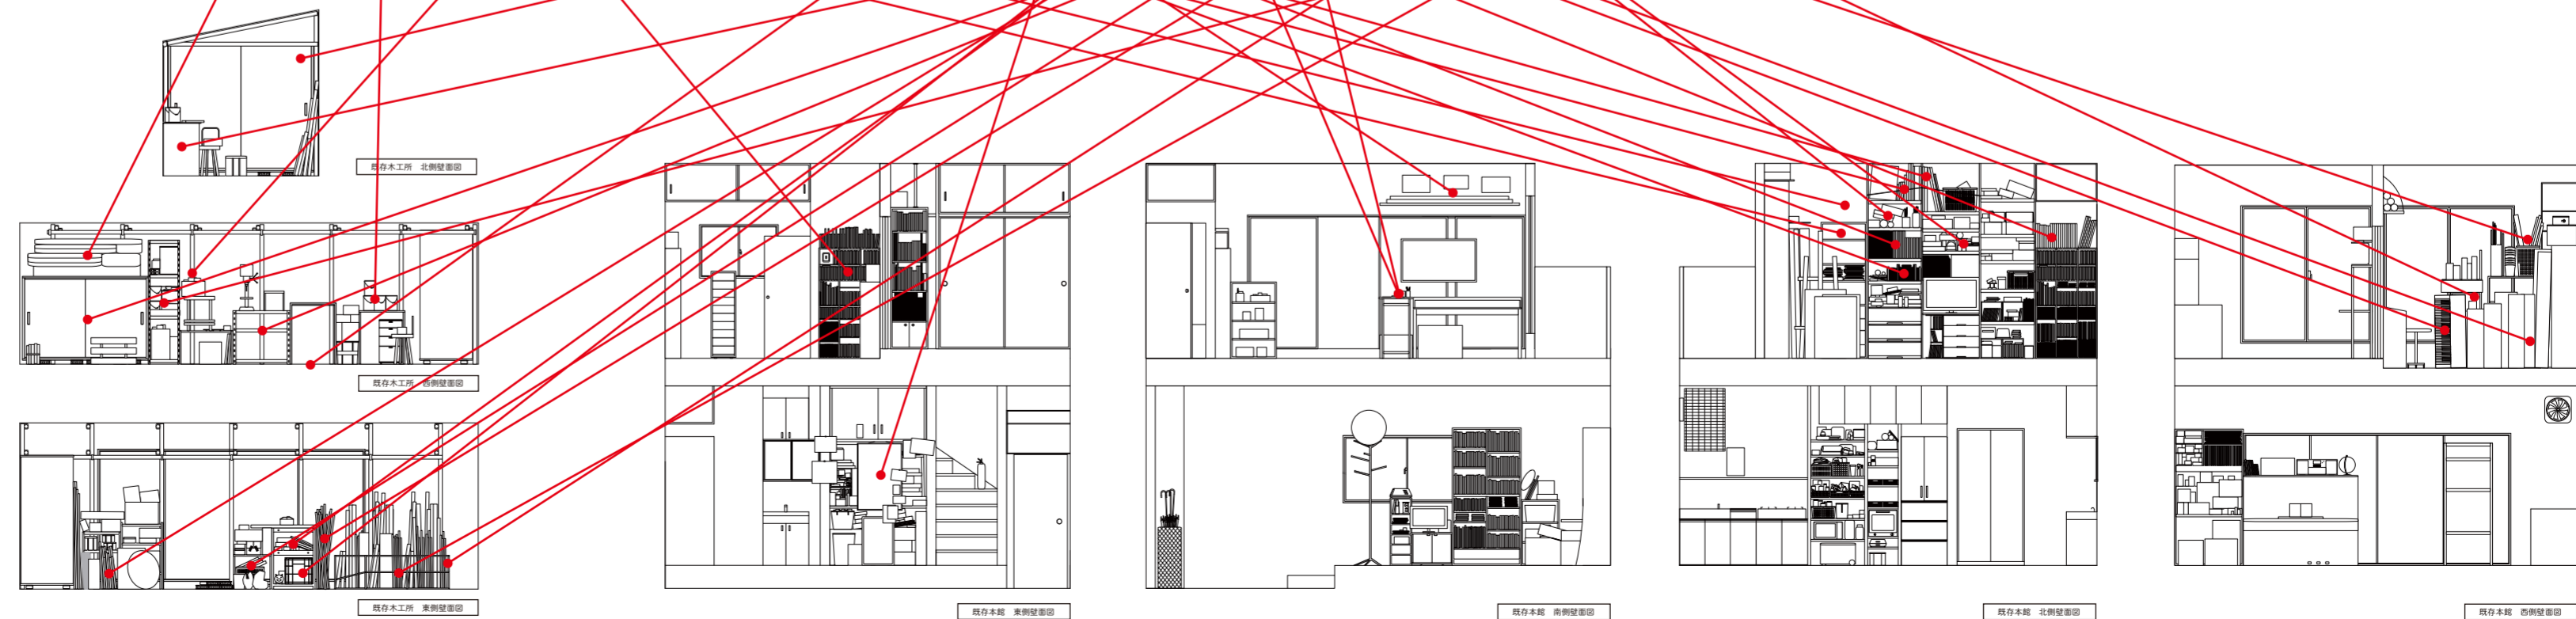 既存木工所　北側壁面図
既存木工所　西側壁面図
既存木工所　東側壁面図
既存本館　東側壁面図
既存本館　南側壁面図
既存本館　北側壁面図
既存本館　西側壁面図